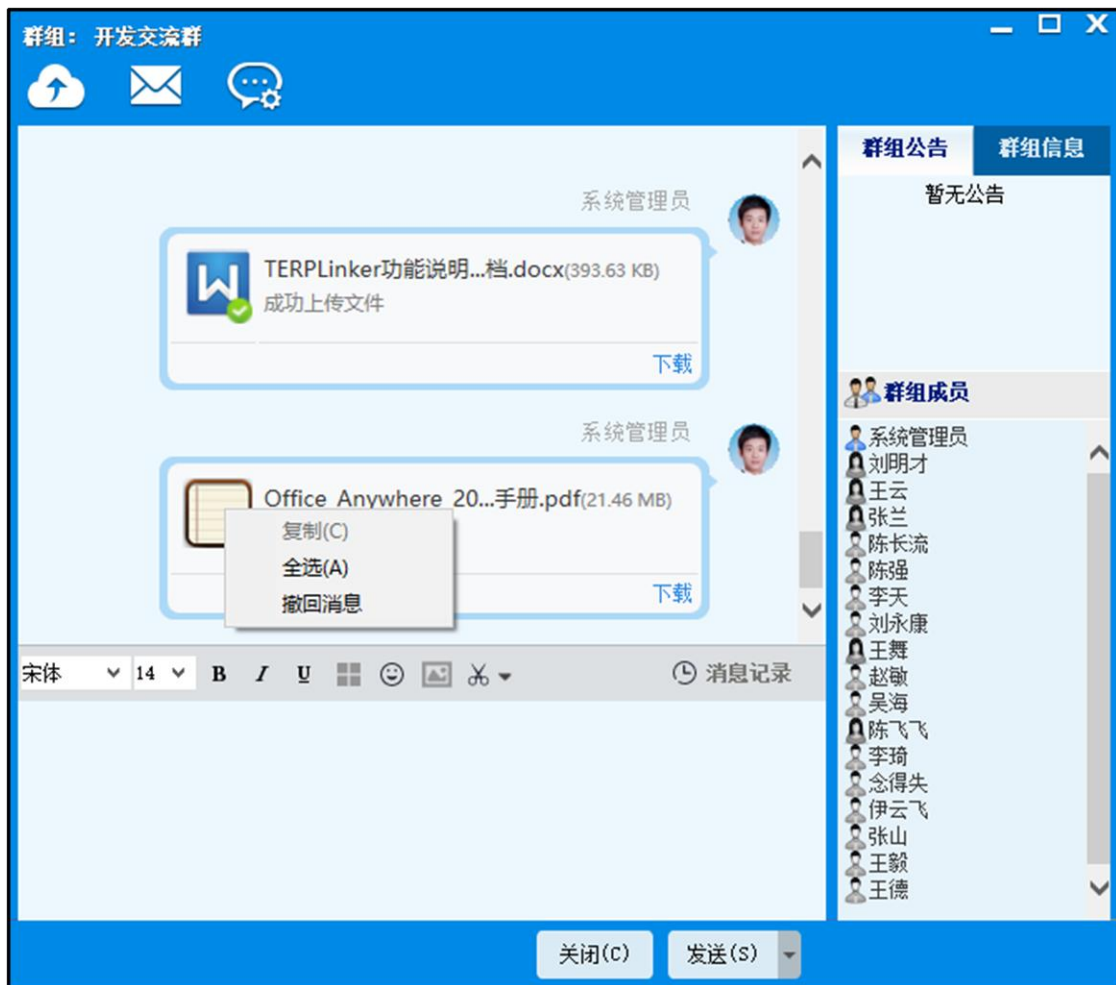 群组： 开发交流群
系统管理员
TERPLinker功能说明...档.docx(393.63 KB)
成功上传文件
下载
系统管理员
Office_Anywhere_20...手册.pdf(21.46 MB)
复制(C)
全选(A)
撤回消息
下载
宋体 14 B I U 消息记录
关闭(C) 发送(S)
群组公告 群组信息
暂无公告
群组成员
系统管理员
刘明才
王云
张兰
陈长流
陈强
李天
刘永康
王舞
赵敏
吴海
陈飞飞
李琦
念得失
伊云飞
张山
王毅
王德